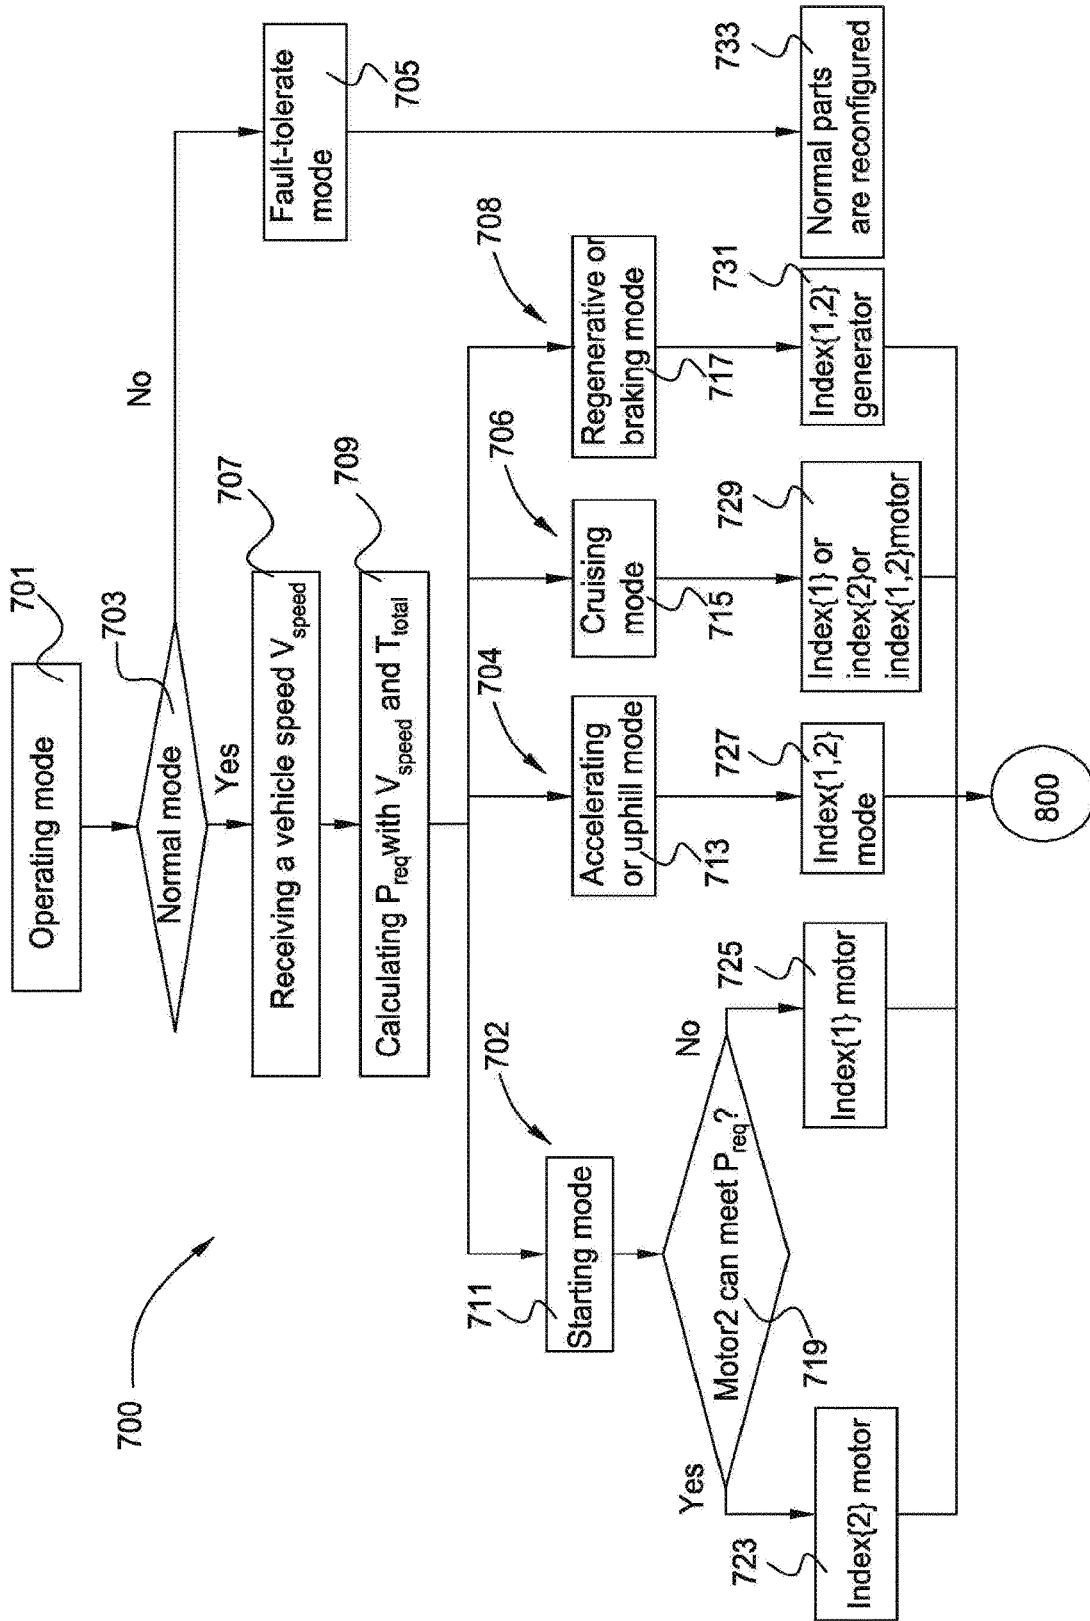 700
Operating mode
701
Normal mode
703
Yes
No
Receiving a vehicle speed V_speed
707
Fault-tolerate
mode
705
Calculating P_req with V_speed and T_total
709
702
704
706
708
711
Starting mode
Accelerating
or uphill mode
713
Cruising
mode
715
Regenerative or
braking mode
717
Yes
Motor2 can meet P_req?
719
No
723
Index{2} motor
725
Index{1} motor
727
Index{1,2}
mode
729
Index{1} or
index{2}or
index{1,2}motor
731
Index{1,2}
generator
733
Normal parts
are reconfigured
800